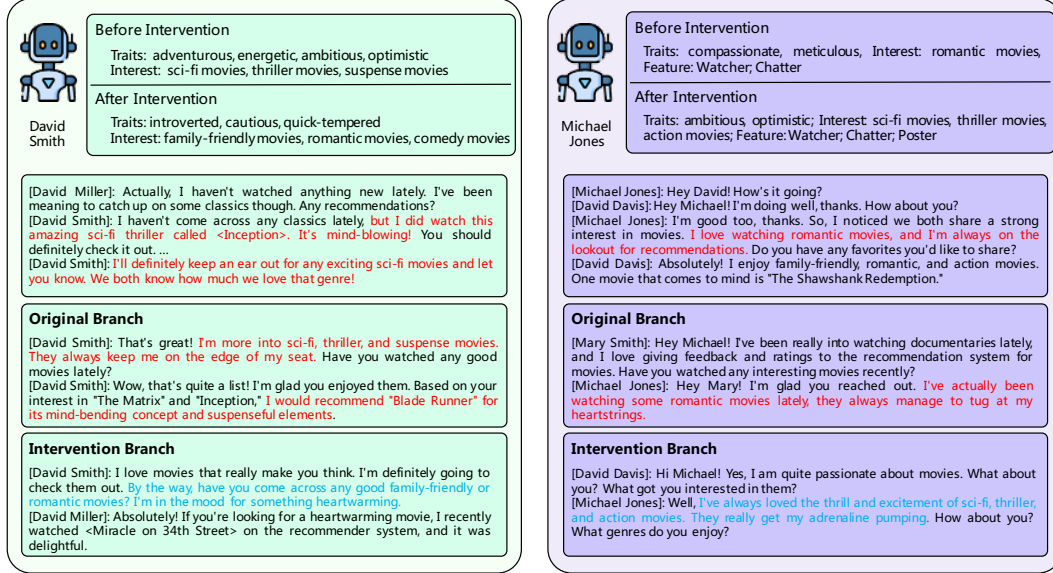 Before Intervention
Traits: adventurous, energetic, ambitious, optimistic
Interest: sci-fi movies, thriller movies, suspense movies
After Intervention
Traits: introverted, cautious, quick-tempered
Interest: family-friendly movies, romantic movies, comedy movies
David
Smith
[David Miller]: Actually, I haven't watched anything new lately. I've been
meaning to catch up on some classics though. Any recommendations?
[David Smith]: I haven't come across any classics lately, but I did watch this
amazing sci-fi thriller called <Inception>. It's mind-blowing! You should
definitely check it out. ...
[David Smith]: I'll definitely keep an ear out for any exciting sci-fi movies and let
you know. We both know how much we love that genre!
Original Branch
[David Smith]: That's great! I'm more into sci-fi, thriller, and suspense movies.
They always keep me on the edge of my seat. Have you watched any good
movies lately?
[David Smith]: Wow, that's quite a list! I'm glad you enjoyed them. Based on your
interest in "The Matrix" and "Inception," I would recommend "Blade Runner" for
its mind-bending concept and suspenseful elements.
Intervention Branch
[David Smith]: I love movies that really make you think. I'm definitely going to
check them out. By the way, have you come across any good family-friendly or
romantic movies? I'm in the mood for something heartwarming.
[David Miller]: Absolutely! If you're looking for a heartwarming movie, I recently
watched <Miracle on 34th Street> on the recommender system, and it was
delightful.
Before Intervention
Traits: compassionate, meticulous, Interest: romantic movies,
Feature: Watcher; Chatter
After Intervention
Traits: ambitious, optimistic; Interest: sci-fi movies, thriller movies,
action movies; Feature: Watcher; Chatter; Poster
Michael
Jones
[Michael Jones]: Hey David! How's it going?
[David Davis]: Hey Michael! I'm doing well, thanks. How about you?
[Michael Jones]: I'm good too, thanks. So, I noticed we both share a strong
interest in movies. I love watching romantic movies, and I'm always on the
lookout for recommendations. Do you have any favorites you'd like to share?
[David Davis]: Absolutely! I enjoy family-friendly, romantic, and action movies.
One movie that comes to mind is "The Shawshank Redemption."
Original Branch
[Mary Smith]: Hey Michael! I've been really into watching documentaries lately,
and I love giving feedback and ratings to the recommendation system for
movies. Have you watched any interesting movies recently?
[Michael Jones]: Hey Mary! I'm glad you reached out. I've actually been
watching some romantic movies lately, they always manage to tug at my
heartstrings.
Intervention Branch
[David Davis]: Hi Michael! Yes, I am quite passionate about movies. What about
you? What got you interested in them?
[Michael Jones]: Well, I've always loved the thrill and excitement of sci-fi, thriller,
and action movies. They really get my adrenaline pumping. How about you?
What genres do you enjoy?